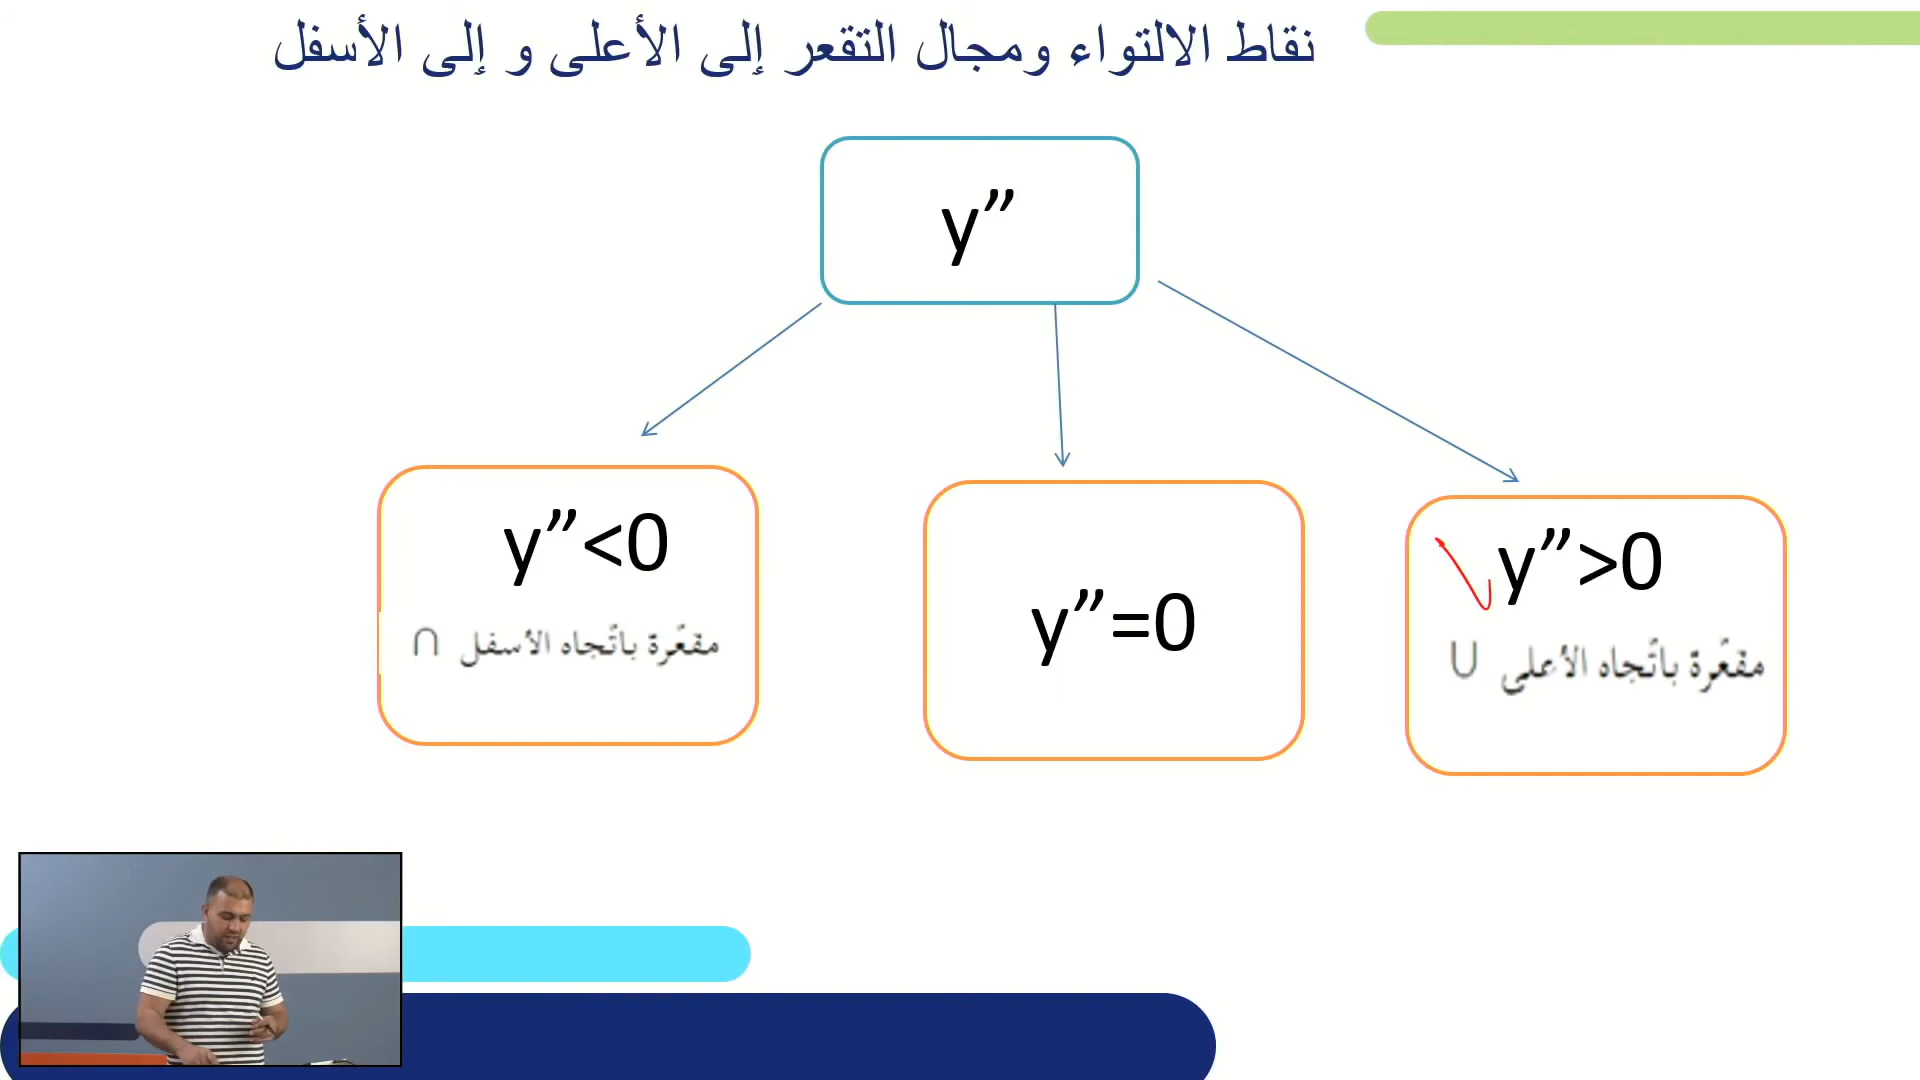 نقاط الالتواء ومجال التقعر إلى الأعلى و إلى الأسفل
y”
y”<0
مقعّرة باتّجاه الأسفل ∩
y”=0
y”>0
مقعّرة باتّجاه الأعلى ∪